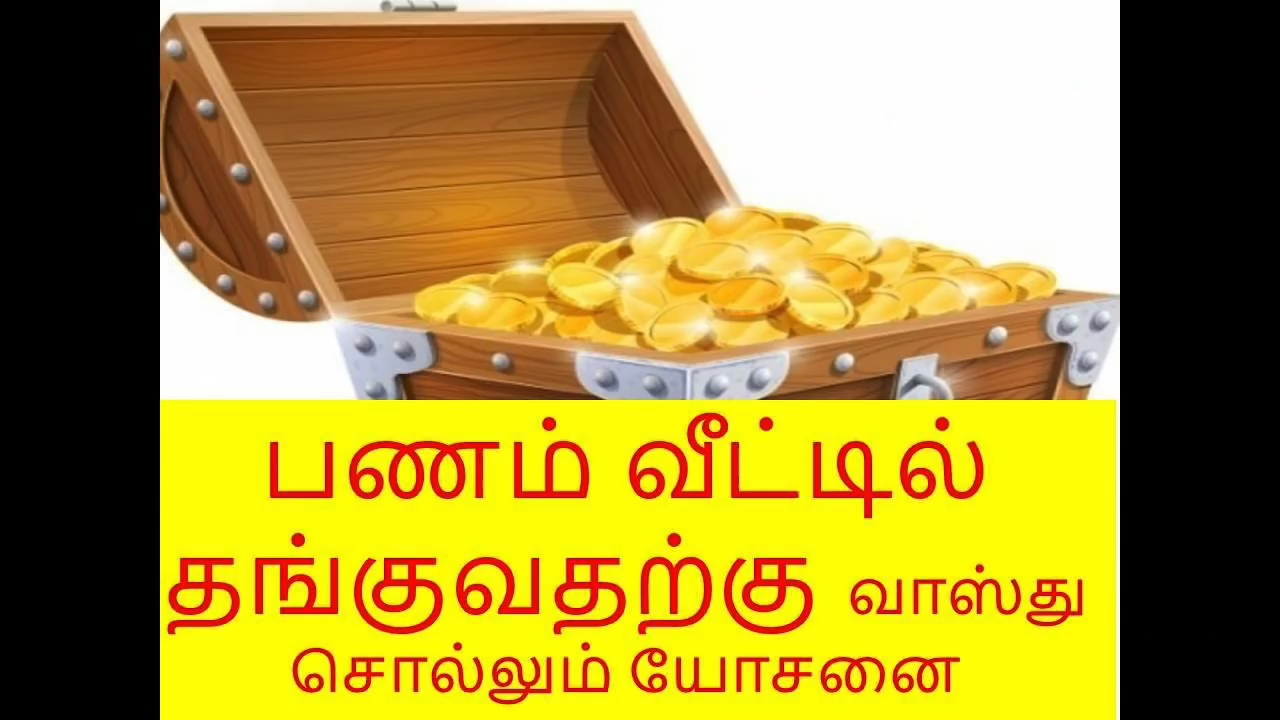 பணம் வீட்டில்
தங்குவதற்கு வாஸ்து
சொல்லும் யோசனை